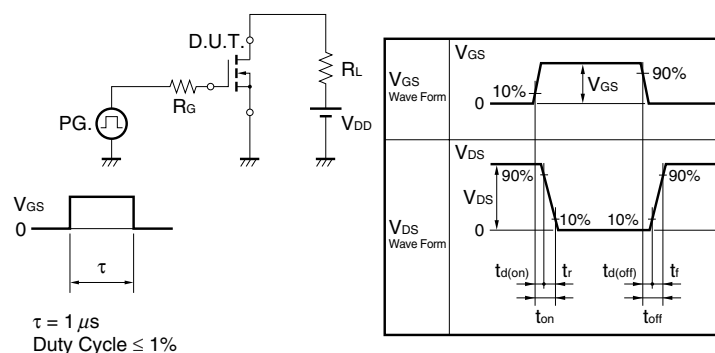 D.U.T.
RL
RG
PG.
VDD
VGS
0
τ
τ = 1 μs
Duty Cycle ≤ 1%
VGS
Wave Form
VGS
10%
VGS
90%
0
VDS
Wave Form
VDS
90%
90%
VDS
10% 10%
0
td(on) tr td(off) tf
ton toff